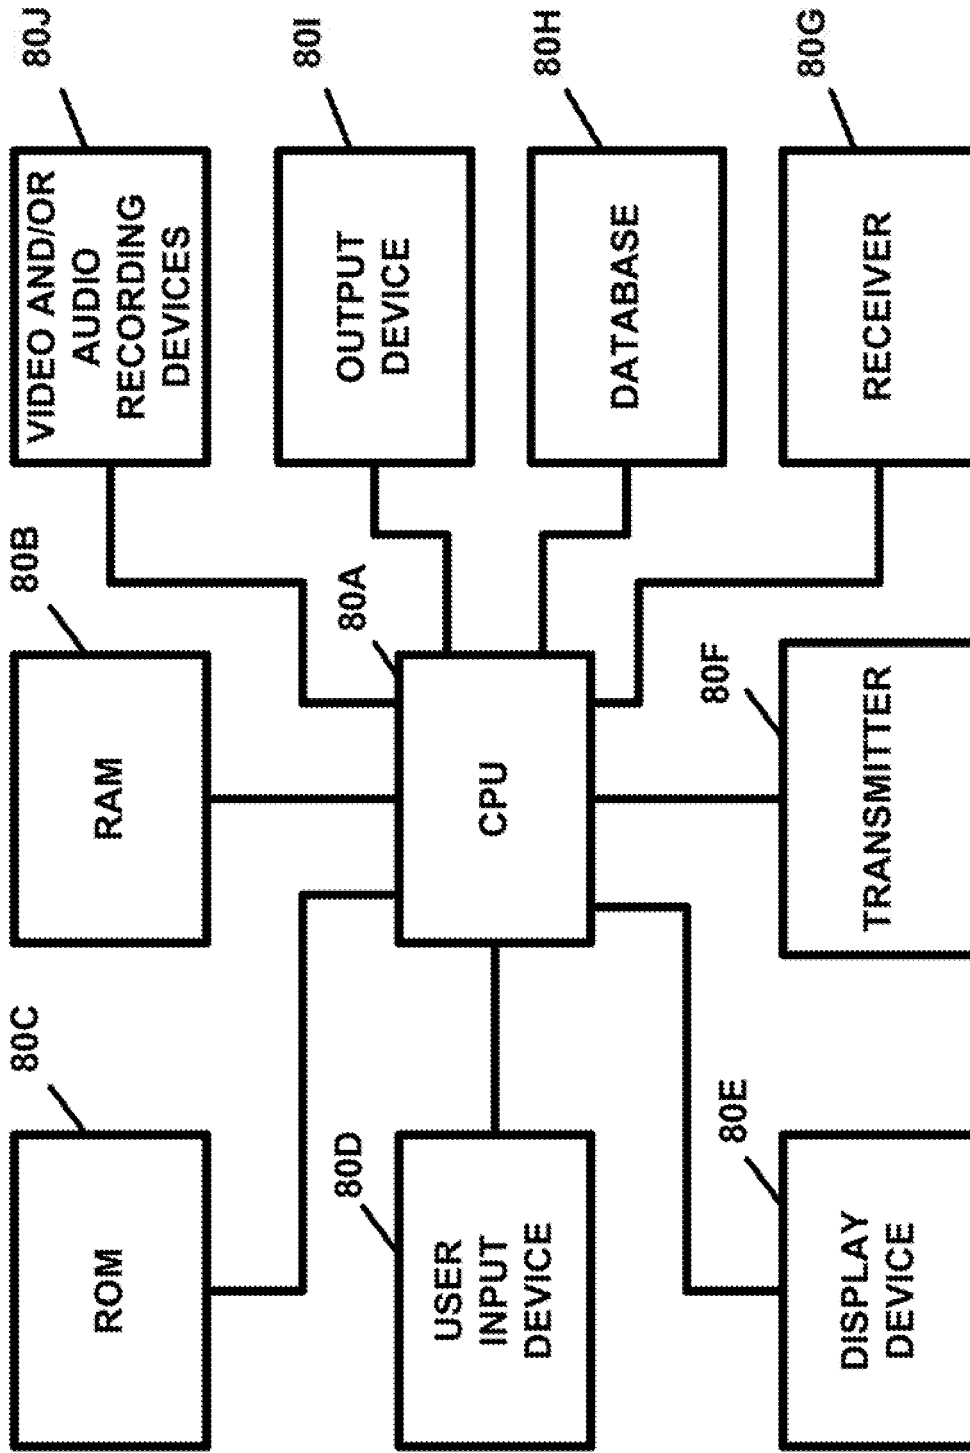 80C
ROM
80B
RAM
80J
VIDEO AND/OR
AUDIO
RECORDING
DEVICES
80D
USER
INPUT
DEVICE
80A
CPU
80I
OUTPUT
DEVICE
80H
DATABASE
80E
DISPLAY
DEVICE
80F
TRANSMITTER
80G
RECEIVER